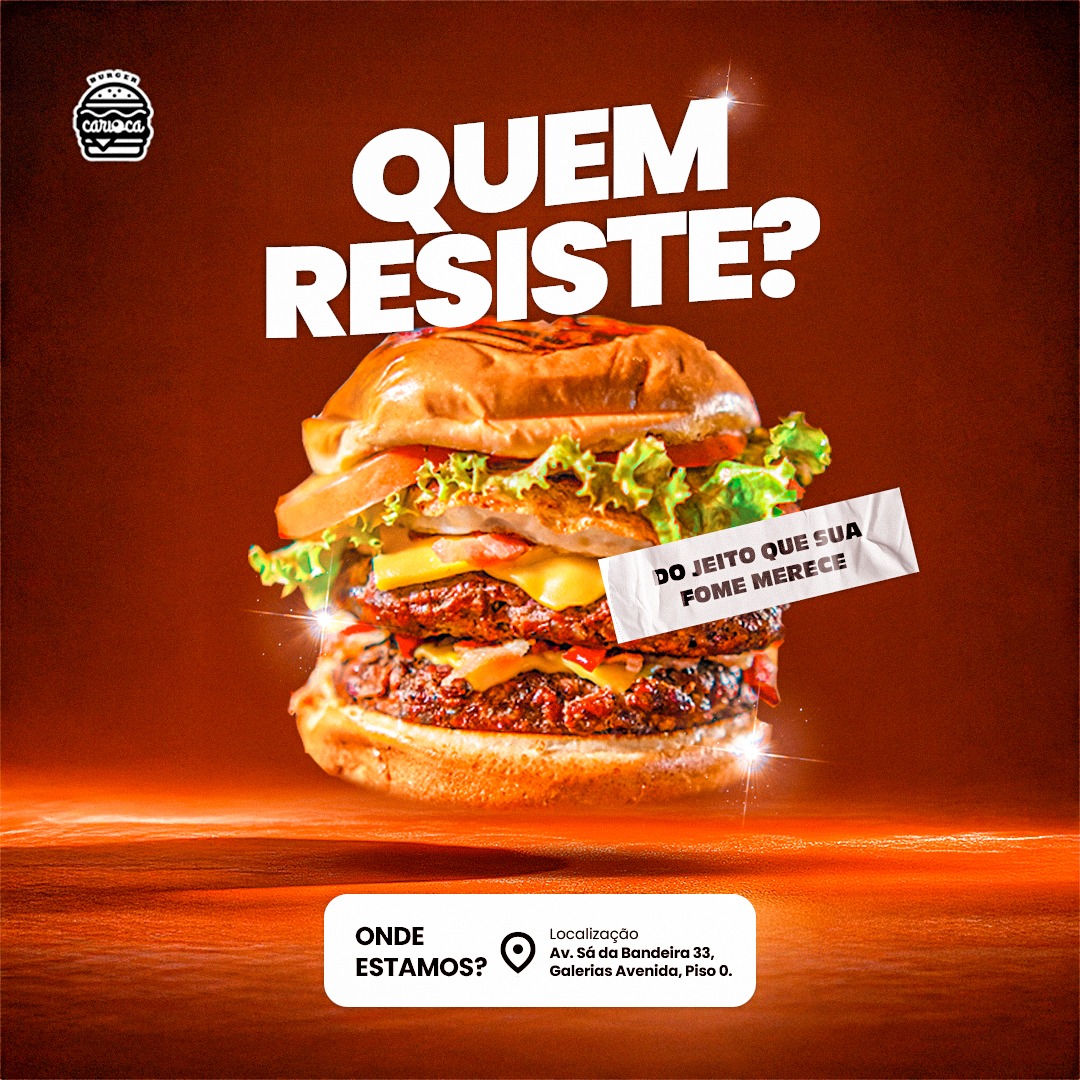 BURGER
carioca
QUEM
RESISTE?
DO JEITO QUE SUA
FOME MERECE
ONDE
ESTAMOS?
Localização
Av. Sá da Bandeira 33,
Galerias Avenida, Piso 0.